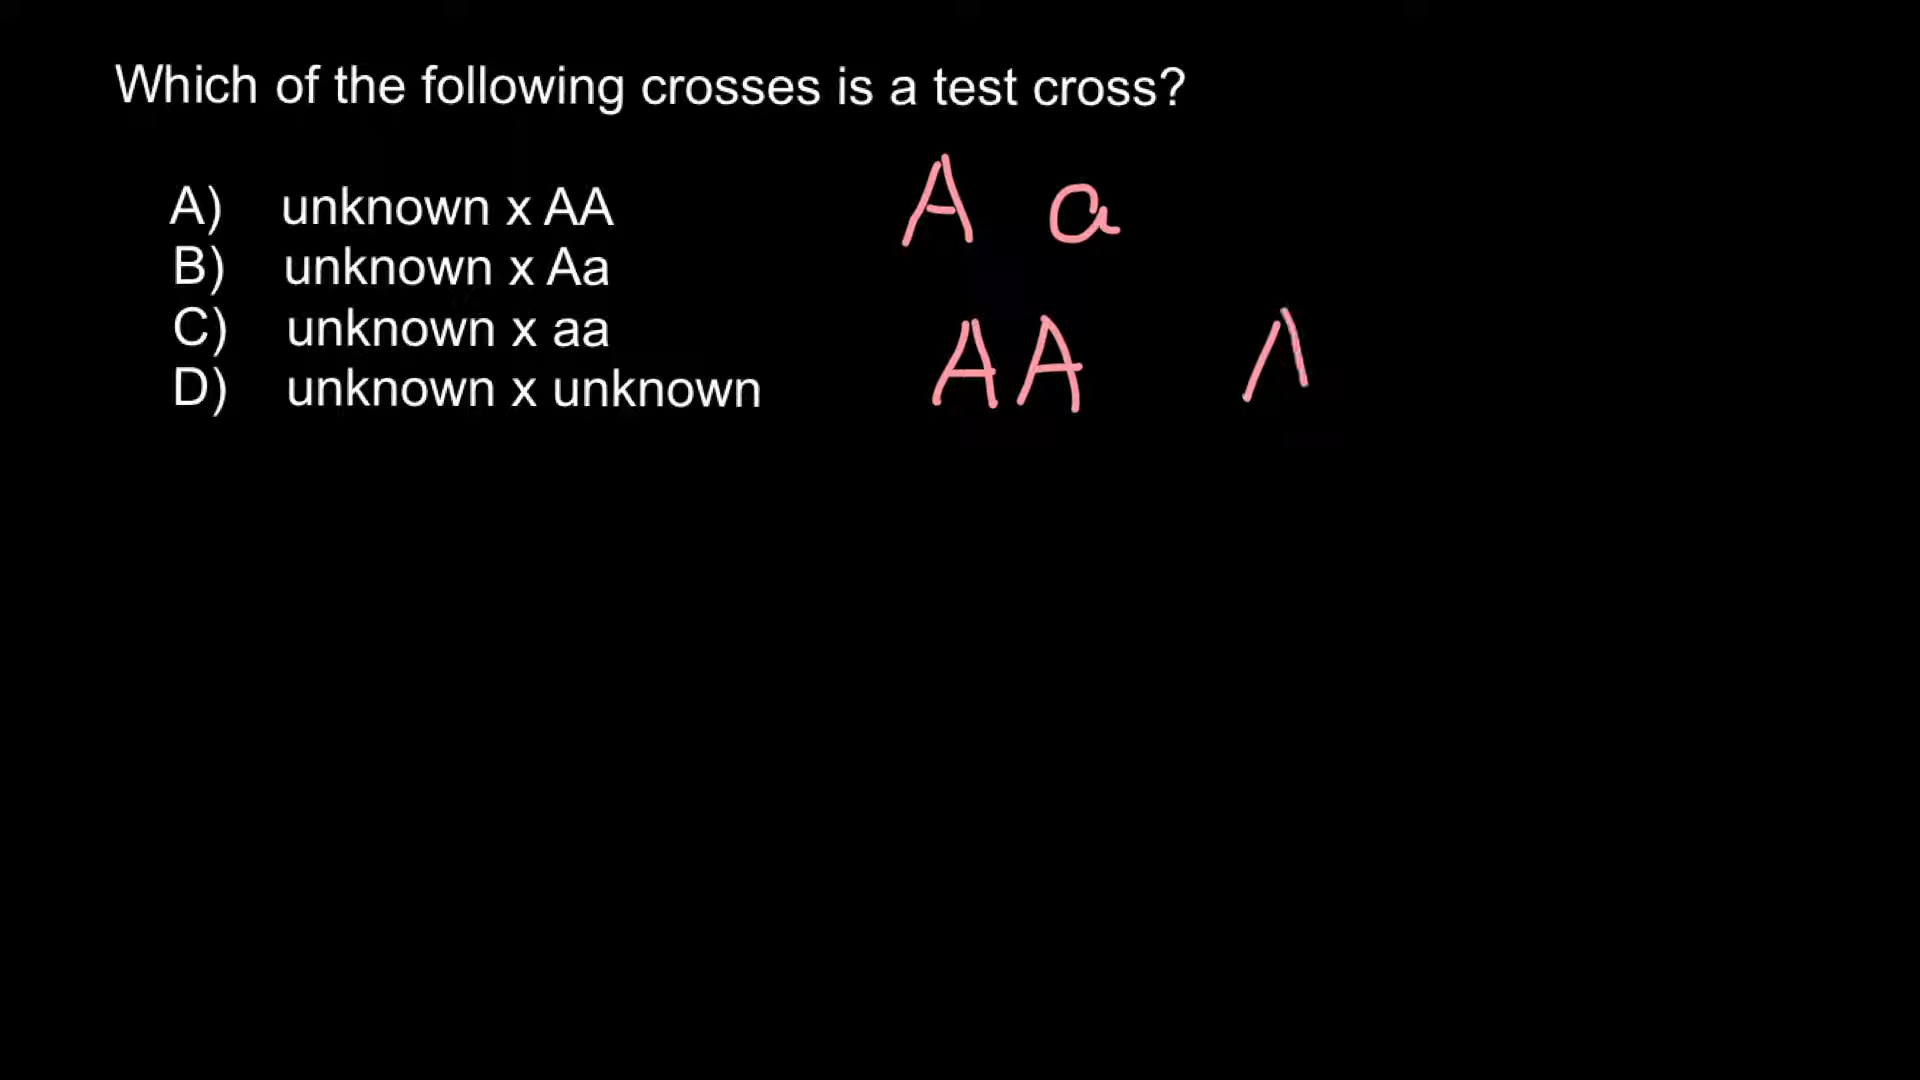 Which of the following crosses is a test cross?
A) unknown x AA
B) unknown x Aa
C) unknown x aa
D) unknown x unknown
A a
AA